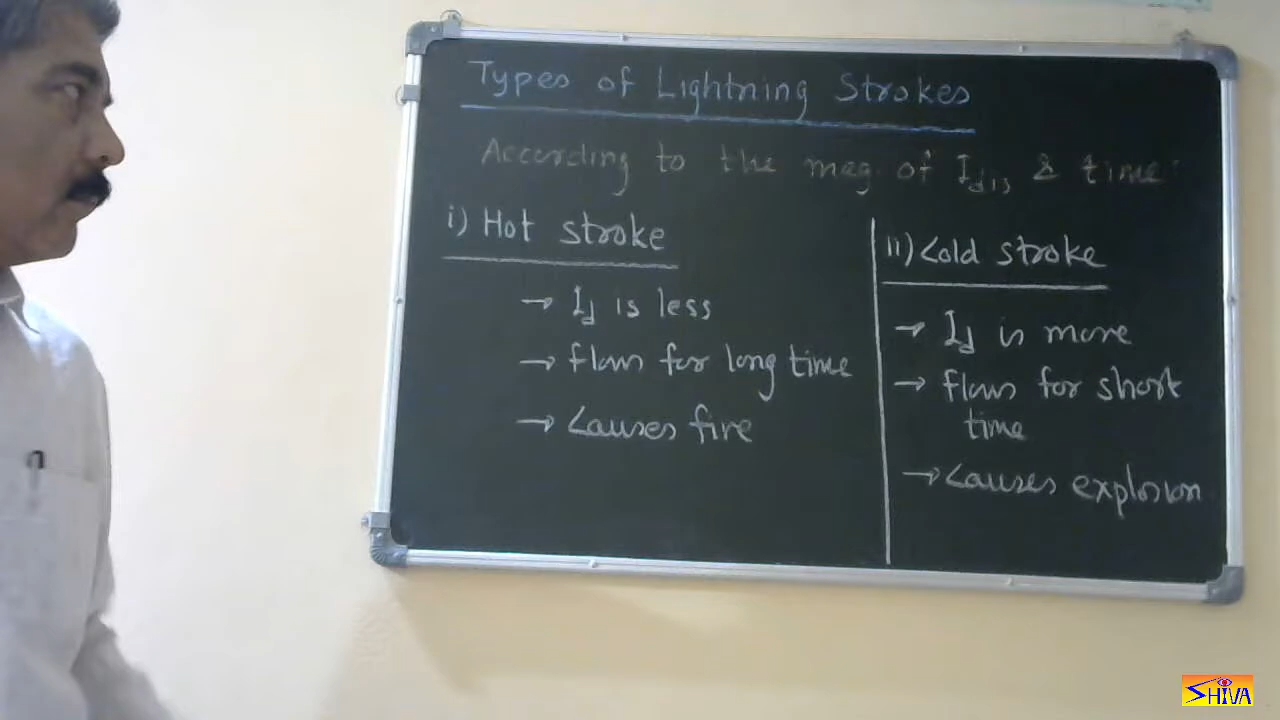 Types of Lightning Strokes
According to the mag. of Idis & time:
i) Hot stroke
→ Id is less
→ flows for long time
→ Causes fire
ii) Cold stroke
→ Id is more
→ flows for short
time
→ Causes explosion
SHIVA